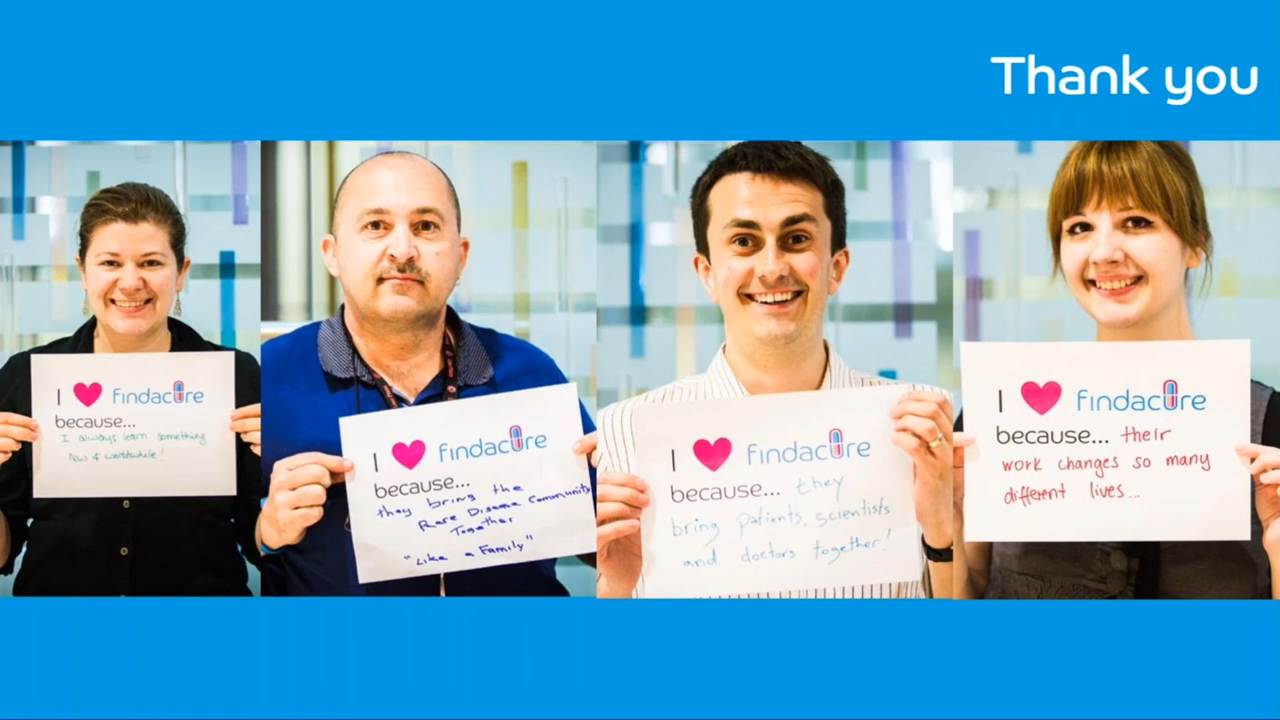 Thank you
I ♥ findacure
because...
I always learn something
new & worthwhile!
I ♥ findacure
because...
they bring the
Rare Disease Community
Together
"Like a Family"
I ♥ findacure
because... they
bring patients, scientists
and doctors together!
I ♥ findacure
because... their
work changes so many
different lives...